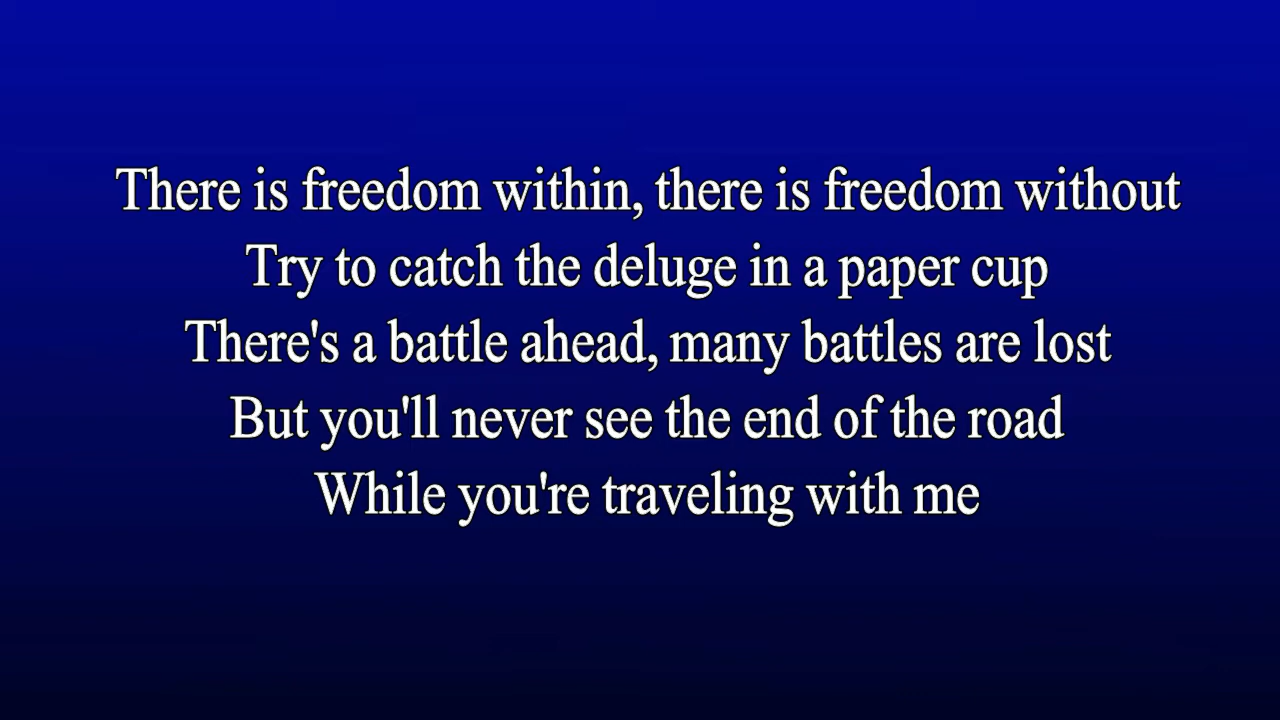 There is freedom within, there is freedom without
Try to catch the deluge in a paper cup
There's a battle ahead, many battles are lost
But you'll never see the end of the road
While you're traveling with me